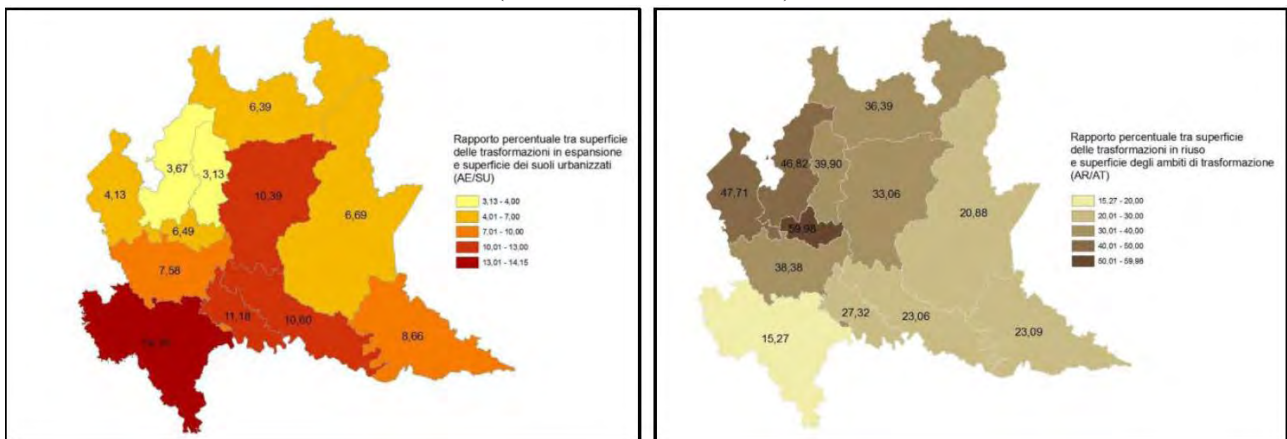 6,39
3,67
3,13
4,13
10,39
6,69
6,49
7,58
11,18
10,60
8,66
Rapporto percentuale tra superficie
delle trasformazioni in espansione
e superficie dei suoli urbanizzati
(AE/SU)
3,13 - 4,00
4,01 - 7,00
7,01 - 10,00
10,01 - 13,00
13,01 - 14,15
36,39
46,82
39,90
47,71
33,06
20,88
59,98
38,38
27,32
23,06
23,09
15,27
Rapporto percentuale tra superficie
delle trasformazioni in riuso
e superficie degli ambiti di trasformazione
(AR/AT)
15,27 - 20,00
20,01 - 30,00
30,01 - 40,00
40,01 - 50,00
50,01 - 59,98